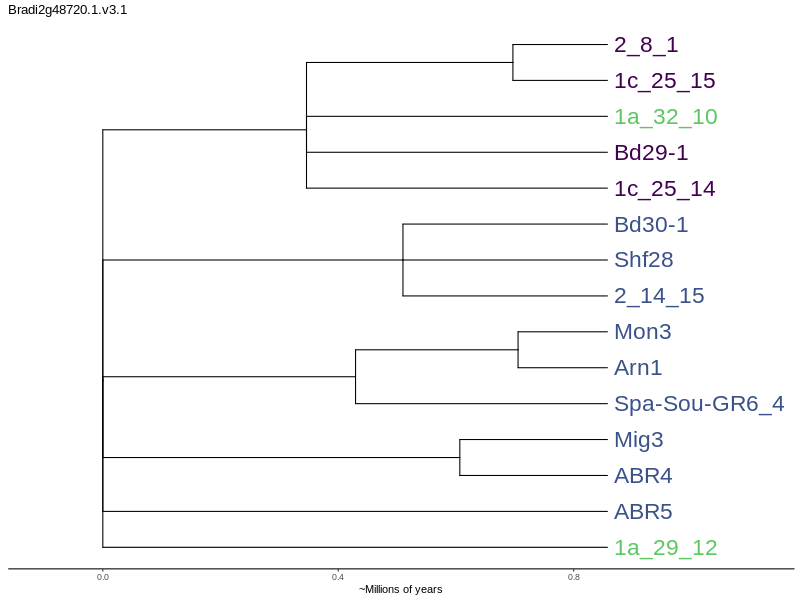 Bradi2g48720.1.v3.1
2_8_1
1c_25_15
1a_32_10
Bd29-1
1c_25_14
Bd30-1
Shf28
2_14_15
Mon3
Arn1
Spa-Sou-GR6_4
Mig3
ABR4
ABR5
1a_29_12
0.0 0.4 0.8
~Millions of years